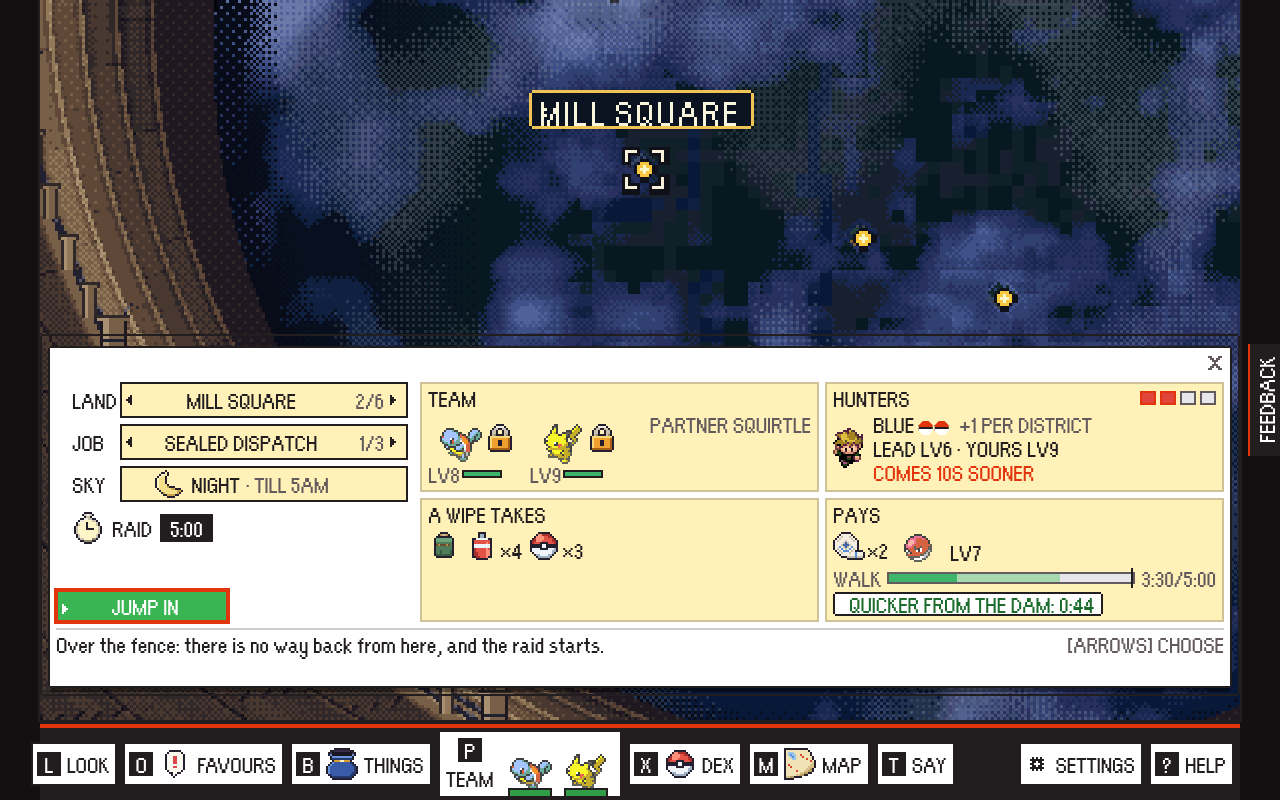 MILL SQUARE
X
LAND MILL SQUARE 2/6
JOB SEALED DISPATCH 1/3
SKY NIGHT · TILL 5AM
RAID 5:00
JUMP IN
TEAM
PARTNER SQUIRTLE
LV8 LV9
HUNTERS
BLUE +1 PER DISTRICT
LEAD LV6 · YOURS LV9
COMES 10S SOONER
A WIPE TAKES
×4 ×3
PAYS
×2 LV7
WALK 3:30/5:00
QUICKER FROM THE DAM: 0:44
Over the fence: there is no way back from here, and the raid starts.
[ARROWS] CHOOSE
FEEDBACK
L LOOK
O FAVOURS
B THINGS
P TEAM
X DEX
M MAP
T SAY
SETTINGS
? HELP